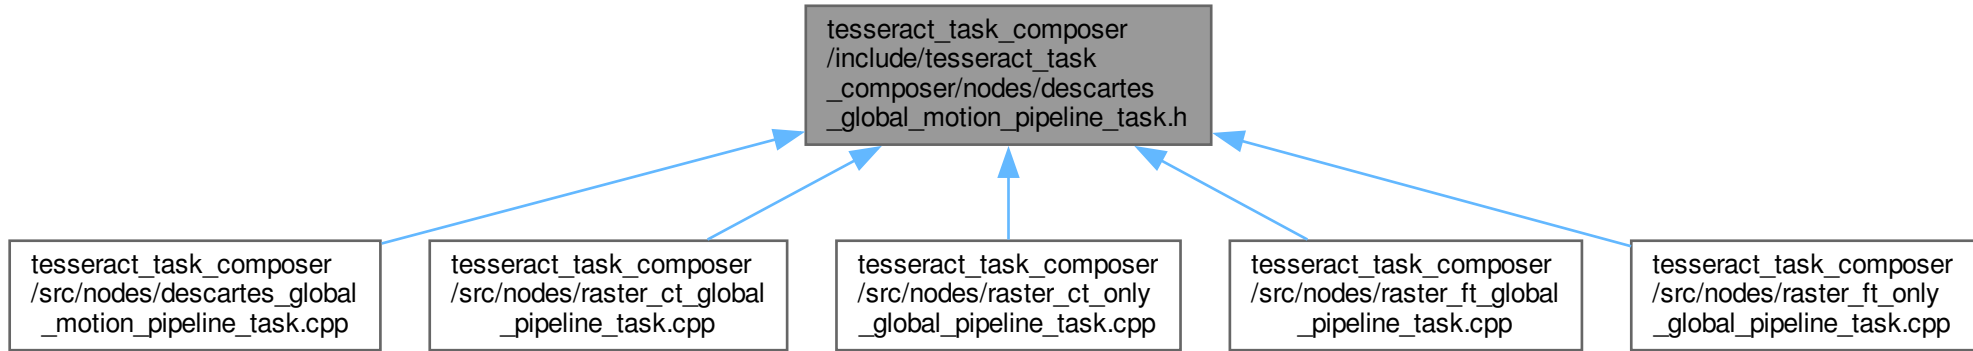 tesseract_task_composer
/include/tesseract_task
_composer/nodes/descartes
_global_motion_pipeline_task.h
tesseract_task_composer
/src/nodes/descartes_global
_motion_pipeline_task.cpp
tesseract_task_composer
/src/nodes/raster_ct_global
_pipeline_task.cpp
tesseract_task_composer
/src/nodes/raster_ct_only
_global_pipeline_task.cpp
tesseract_task_composer
/src/nodes/raster_ft_global
_pipeline_task.cpp
tesseract_task_composer
/src/nodes/raster_ft_only
_global_pipeline_task.cpp